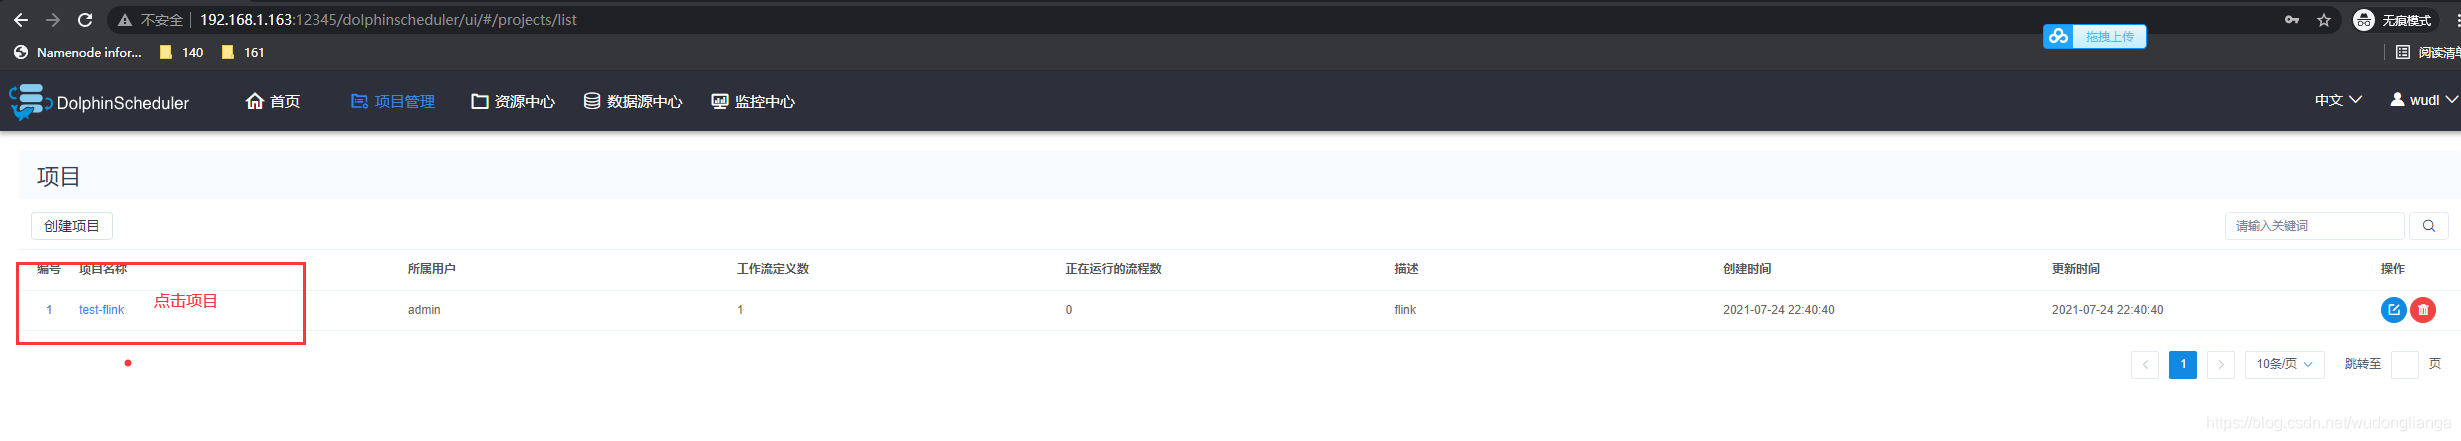 不安全 192.168.1.163:12345/dolphinscheduler/ui/#/projects/list 无痕模式
拖拽上传
Namenode infor... 140 161 阅读清单
DolphinScheduler 首页 项目管理 资源中心 数据源中心 监控中心 中文 wudl
项目
创建项目 请输入关键词
编号 项目名称 所属用户 工作流定义数 正在运行的流程数 描述 创建时间 更新时间 操作
点击项目
1 test-flink admin 1 0 flink 2021-07-24 22:40:40 2021-07-24 22:40:40
1 10条/页 跳转至 页
https://blog.csdn.net/wudonglianga